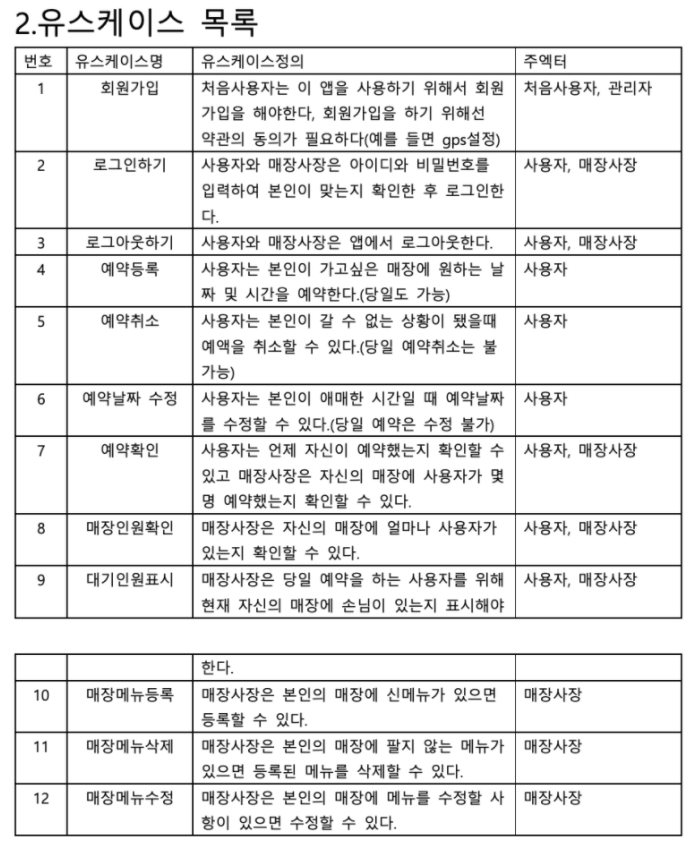 2.유스케이스 목록
번호 유스케이스명 유스케이스정의 주엑터
1 회원가입 처음사용자는 이 앱을 사용하기 위해서 회원 처음사용자, 관리자
가입을 해야한다, 회원가입을 하기 위해선
약관의 동의가 필요하다(예를 들면 gps설정)
2 로그인하기 사용자와 매장사장은 아이디와 비밀번호를 사용자, 매장사장
입력하여 본인이 맞는지 확인한 후 로그인한
다.
3 로그아웃하기 사용자와 매장사장은 앱에서 로그아웃한다. 사용자, 매장사장
4 예약등록 사용자는 본인이 가고싶은 매장에 원하는 날 사용자
짜 및 시간을 예약한다.(당일도 가능)
5 예약취소 사용자는 본인이 갈 수 없는 상황이 됐을때 사용자
예액을 취소할 수 있다.(당일 예약취소는 불
가능)
6 예약날짜 수정 사용자는 본인이 애매한 시간일 때 예약날짜 사용자
를 수정할 수 있다.(당일 예약은 수정 불가)
7 예약확인 사용자는 언제 자신이 예약했는지 확인할 수 사용자, 매장사장
있고 매장사장은 자신의 매장에 사용자가 몇
명 예약했는지 확인할 수 있다.
8 매장인원확인 매장사장은 자신의 매장에 얼마나 사용자가 사용자, 매장사장
있는지 확인할 수 있다.
9 대기인원표시 매장사장은 당일 예약을 하는 사용자를 위해 사용자, 매장사장
현재 자신의 매장에 손님이 있는지 표시해야
한다.
10 매장메뉴등록 매장사장은 본인의 매장에 신메뉴가 있으면 매장사장
등록할 수 있다.
11 매장메뉴삭제 매장사장은 본인의 매장에 팔지 않는 메뉴가 매장사장
있으면 등록된 메뉴를 삭제할 수 있다.
12 매장메뉴수정 매장사장은 본인의 매장에 메뉴를 수정할 사 매장사장
항이 있으면 수정할 수 있다.